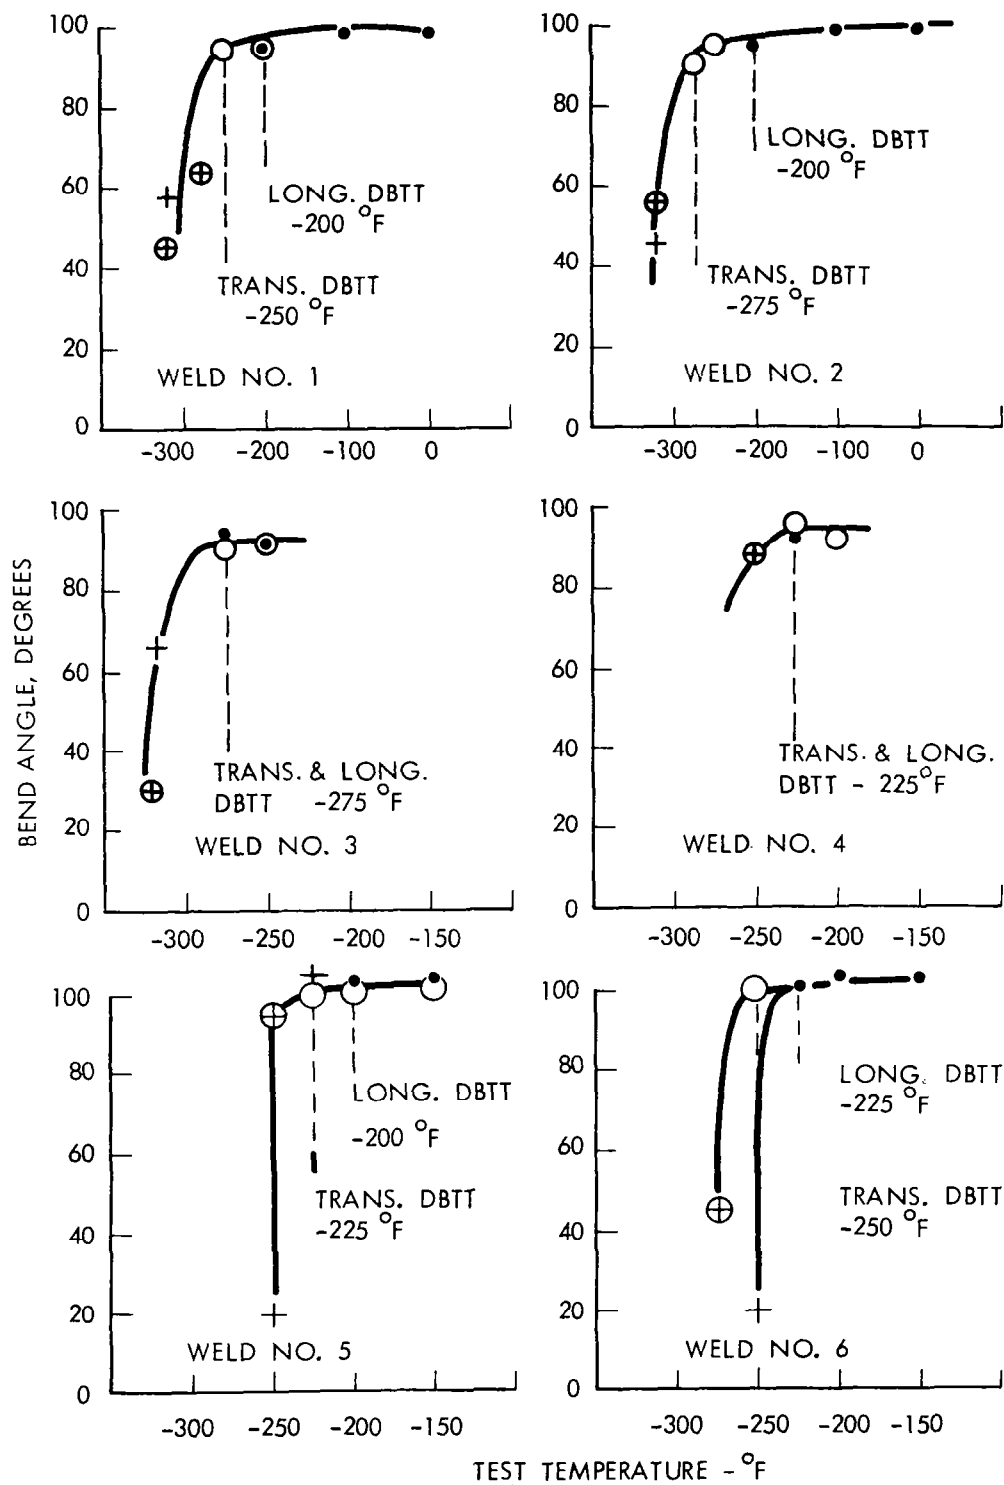 100
80
60
40
20
0
LONG. DBTT
-200 °F
TRANS. DBTT
-250 °F
WELD NO. 1
-300 -200 -100 0
100
80
60
40
20
0
LONG. DBTT
-200 °F
TRANS. DBTT
-275 °F
WELD NO. 2
-300 -200 -100 0
BEND ANGLE, DEGREES
100
80
60
40
20
0
TRANS. & LONG.
DBTT -275 °F
WELD NO. 3
-300 -250 -200 -150
100
80
60
40
20
0
TRANS. & LONG.
DBTT - 225°F
WELD NO. 4
-300 -250 -200 -150
100
80
60
40
20
0
LONG. DBTT
-200 °F
TRANS. DBTT
-225 °F
WELD NO. 5
-300 -250 -200 -150
100
80
60
40
20
0
LONG. DBTT
-225 °F
TRANS. DBTT
-250 °F
WELD NO. 6
-300 -250 -200 -150
TEST TEMPERATURE - °F